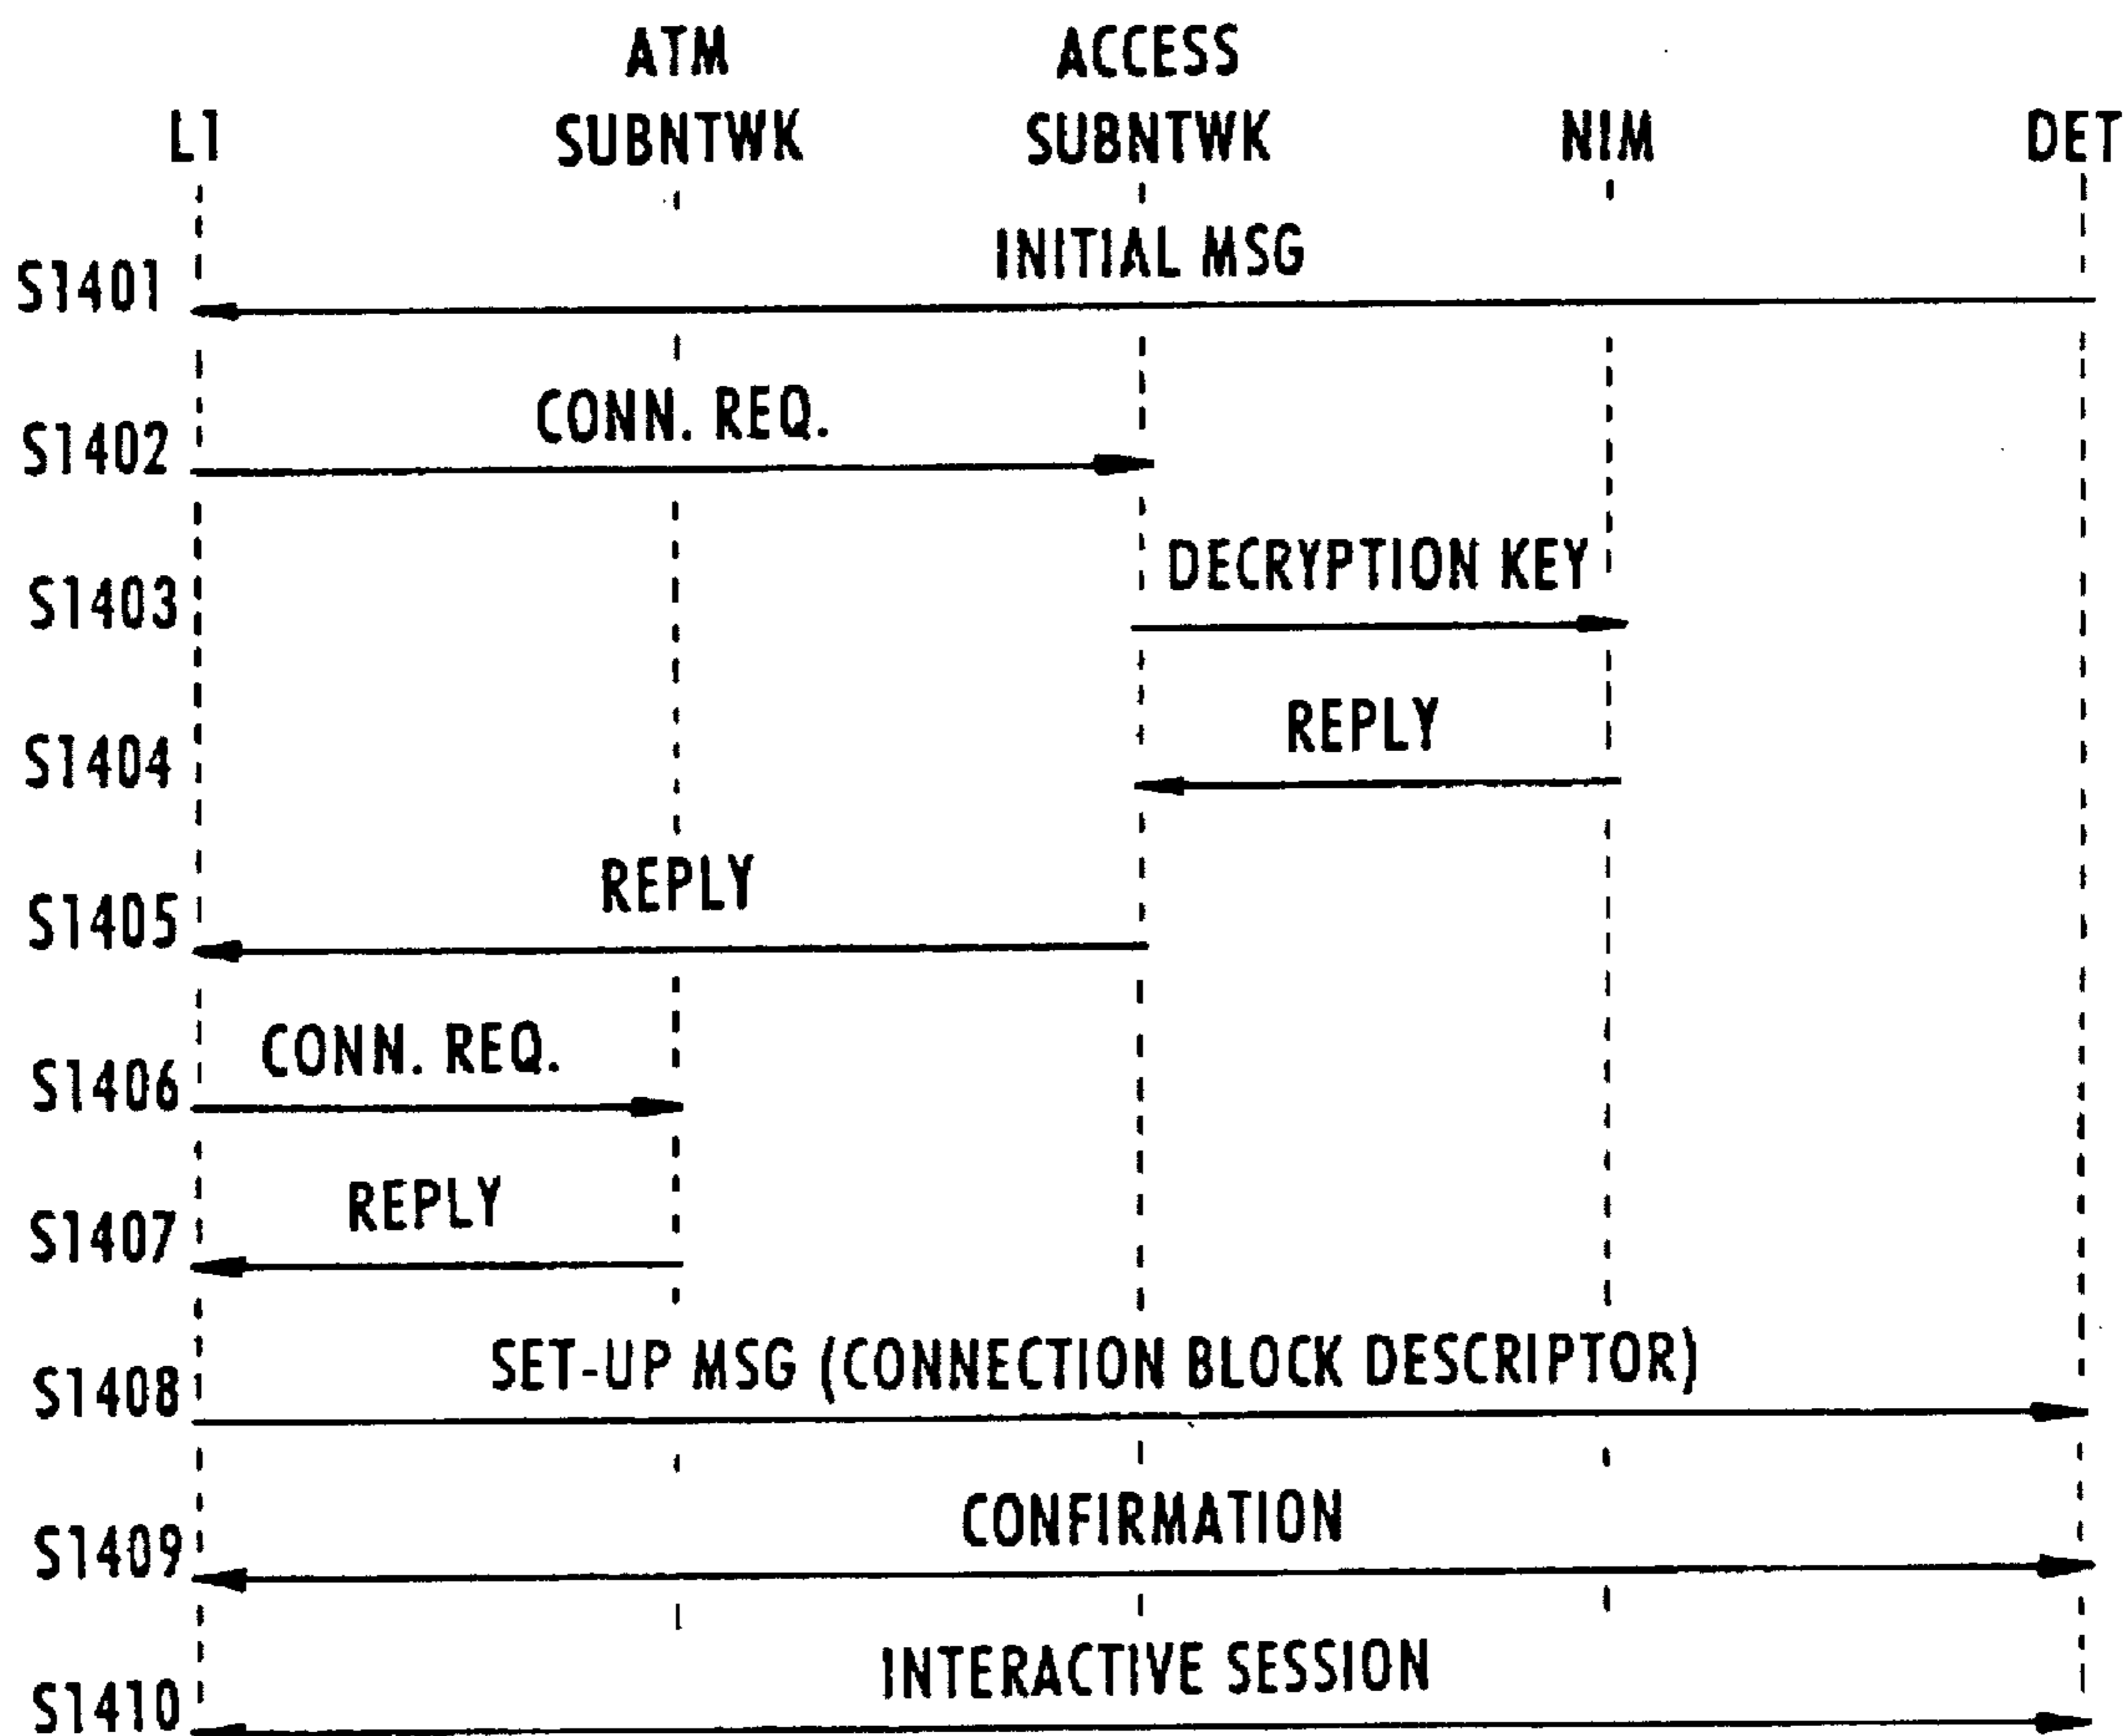 ATM
SUBNTWK
ACCESS
SUBNTWK
L1
NIM
DET
INITIAL MSG
S1401
CONN. REQ.
S1402
DECRYPTION KEY
S1403
REPLY
S1404
REPLY
S1405
CONN. REQ.
S1406
REPLY
S1407
SET-UP MSG (CONNECTION BLOCK DESCRIPTOR)
S1408
CONFIRMATION
S1409
INTERACTIVE SESSION
S1410